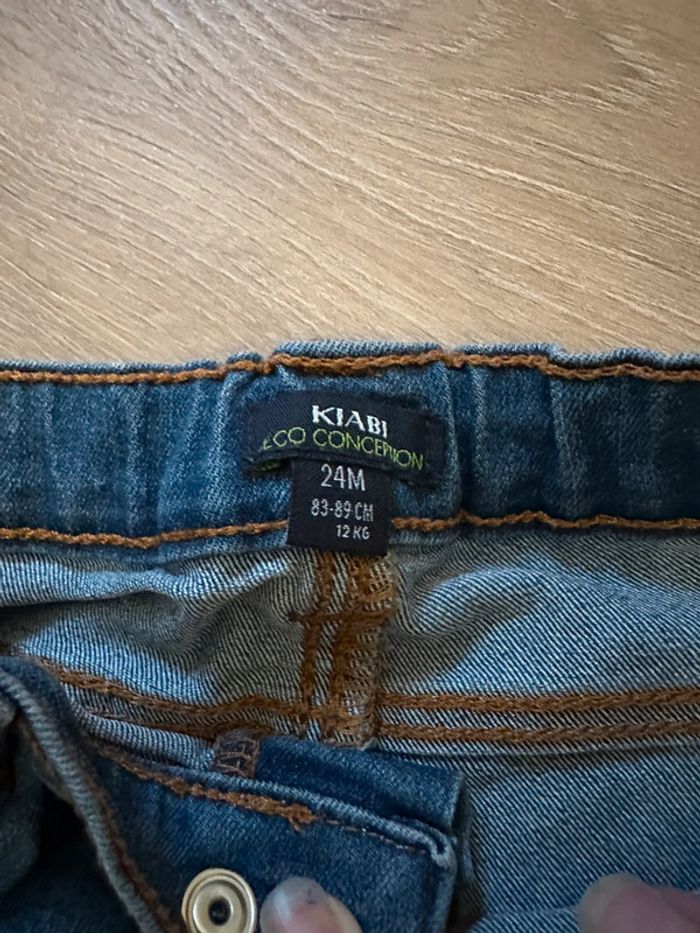 KIABI
ECO CONCEPTION
24M
83-89 CM
12 KG